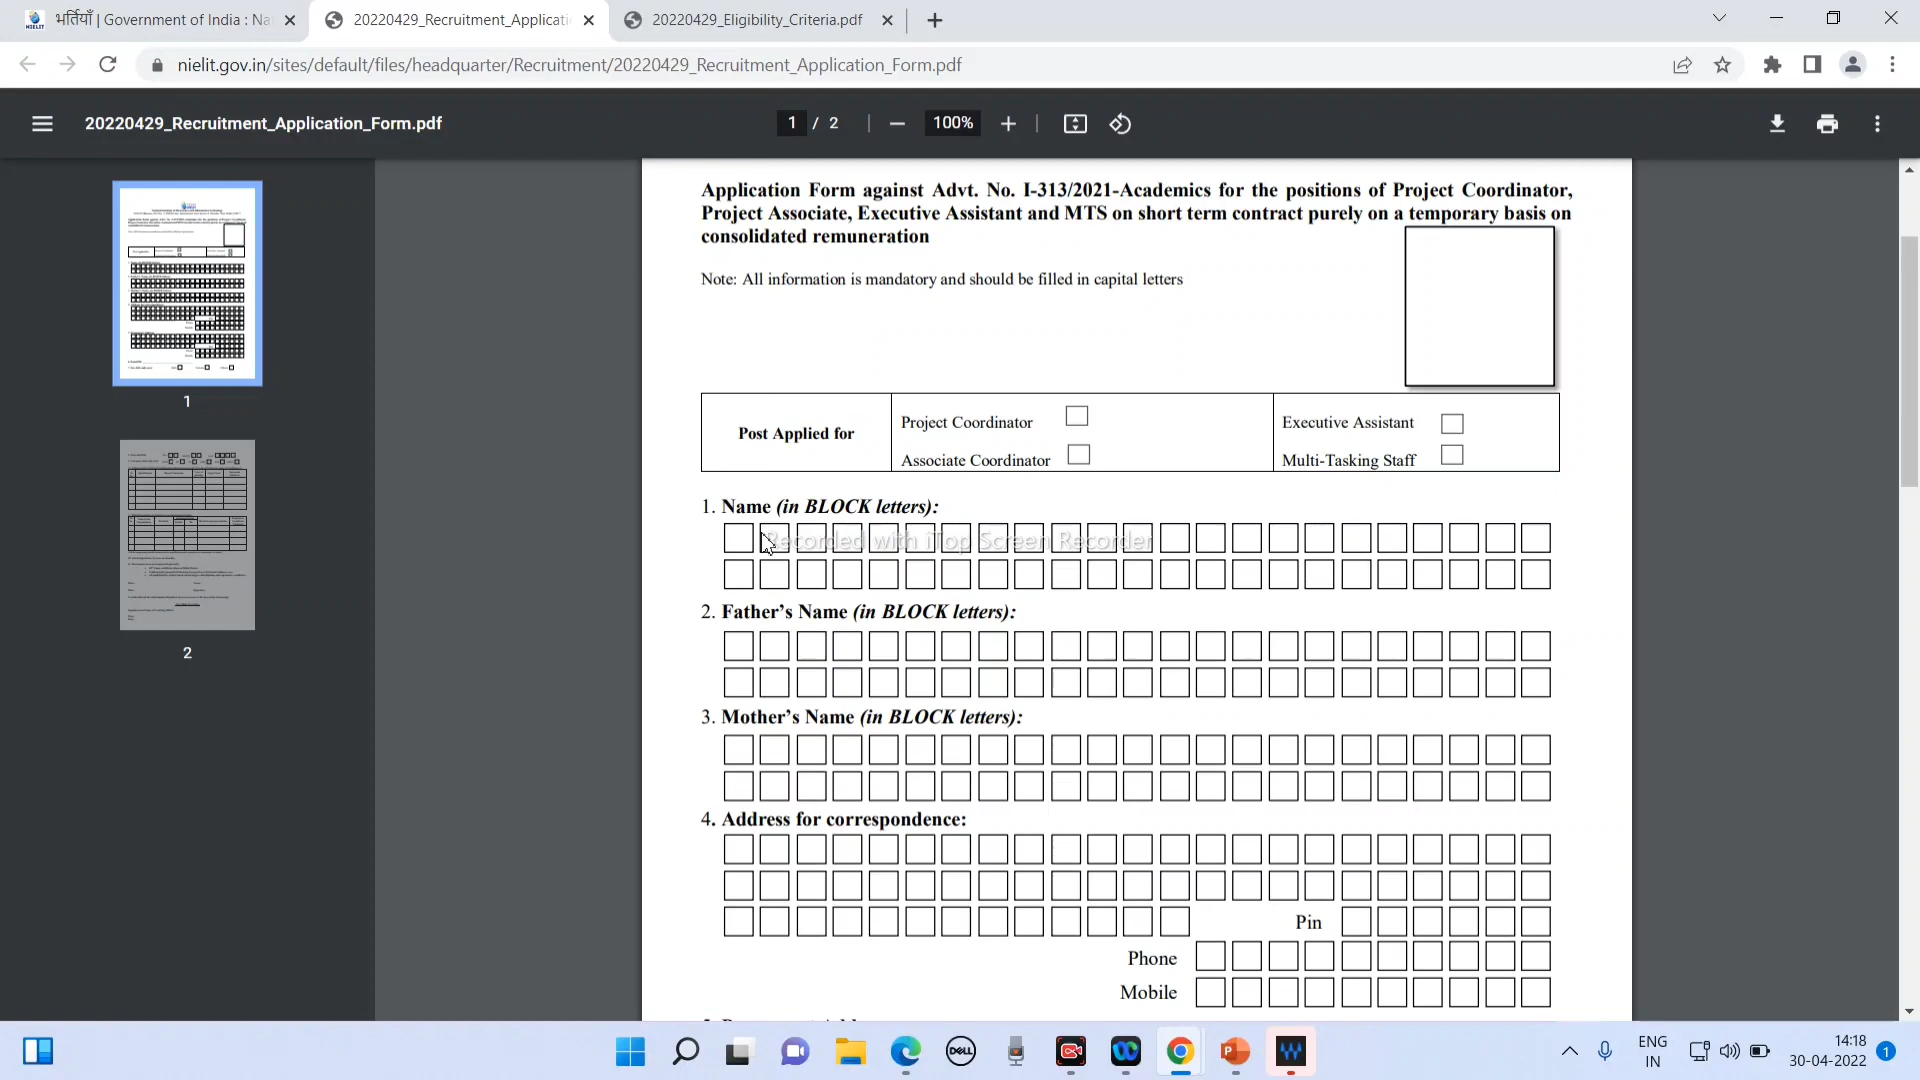 भर्तियाँ | Government of India : Na
20220429_Recruitment_Applicati
20220429_Eligibility_Criteria.pdf
nielit.gov.in/sites/default/files/headquarter/Recruitment/20220429_Recruitment_Application_Form.pdf
20220429_Recruitment_Application_Form.pdf
1 / 2
100%
1
2
Application Form against Advt. No. I-313/2021-Academics for the positions of Project Coordinator,
Project Associate, Executive Assistant and MTS on short term contract purely on a temporary basis on
consolidated remuneration
Note: All information is mandatory and should be filled in capital letters
Post Applied for
Project Coordinator
Associate Coordinator
Executive Assistant
Multi-Tasking Staff
1. Name (in BLOCK letters):
Recorded with iTop Screen Recorder
2. Father's Name (in BLOCK letters):
3. Mother's Name (in BLOCK letters):
4. Address for correspondence:
Pin
Phone
Mobile
DELL
ENG
IN
14:18
30-04-2022
1